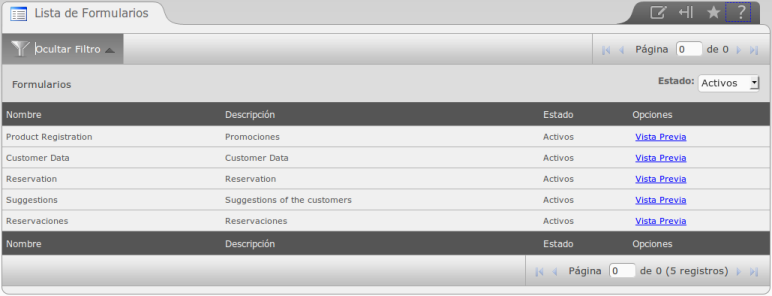 Lista de Formularios
?
Ocultar Filtro
Página 0 de 0
Formularios
Estado: Activos
Nombre Descripción Estado Opciones
Product Registration Promociones Activos Vista Previa
Customer Data Customer Data Activos Vista Previa
Reservation Reservation Activos Vista Previa
Suggestions Suggestions of the customers Activos Vista Previa
Reservaciones Reservaciones Activos Vista Previa
Nombre Descripción Estado Opciones
Página 0 de 0 (5 registros)